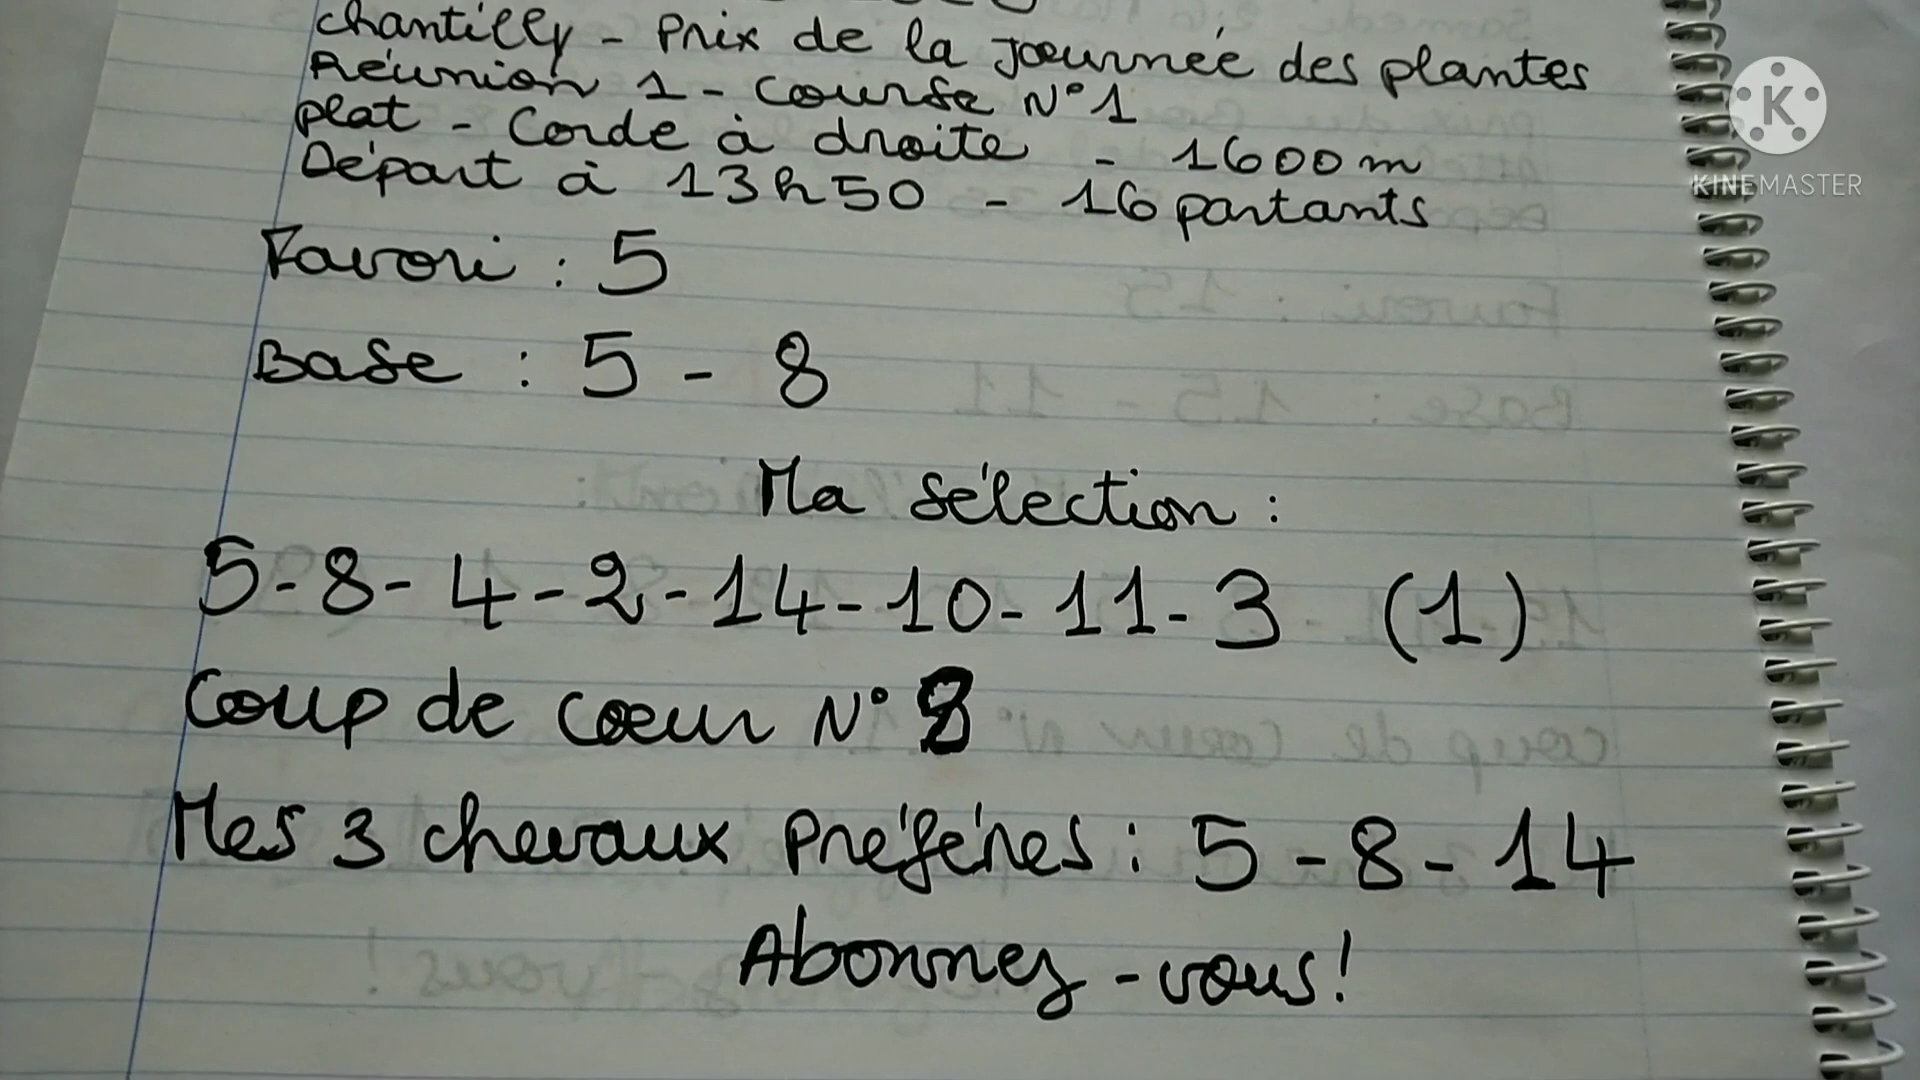 Chantilly - Prix de la Journée des plantes
Réunion 1 - Course N°1
plat - Corde à droite - 1600m
Départ à 13h50 - 16 partants
Favori : 5
Base : 5 - 8
Ma sélection :
5-8-4-2-14-10-11-3 (1)
Coup de coeur N° 8
Mes 3 chevaux préférés : 5-8-14
Abonnez-vous!
KINEMASTER